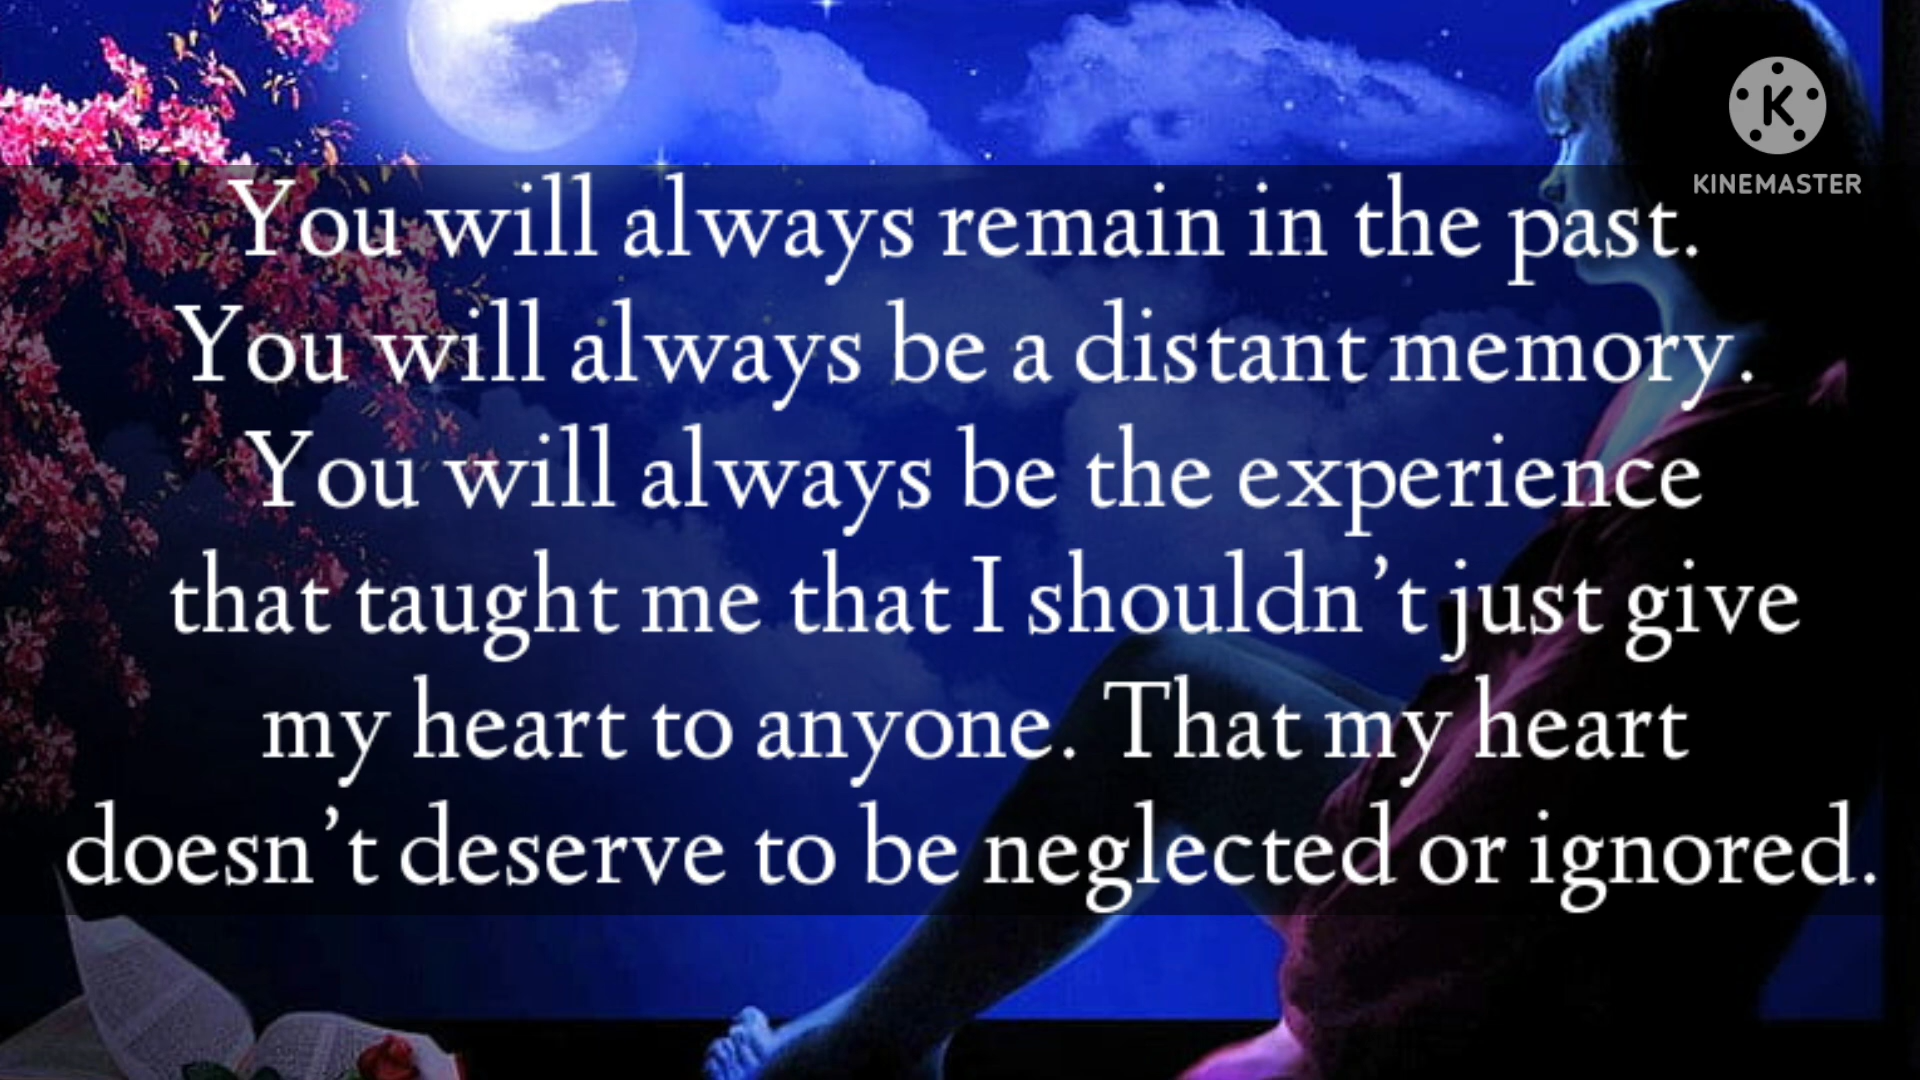 KINEMASTER
You will always remain in the past.
You will always be a distant memory.
You will always be the experience
that taught me that I shouldn’t just give
my heart to anyone. That my heart
doesn’t deserve to be neglected or ignored.